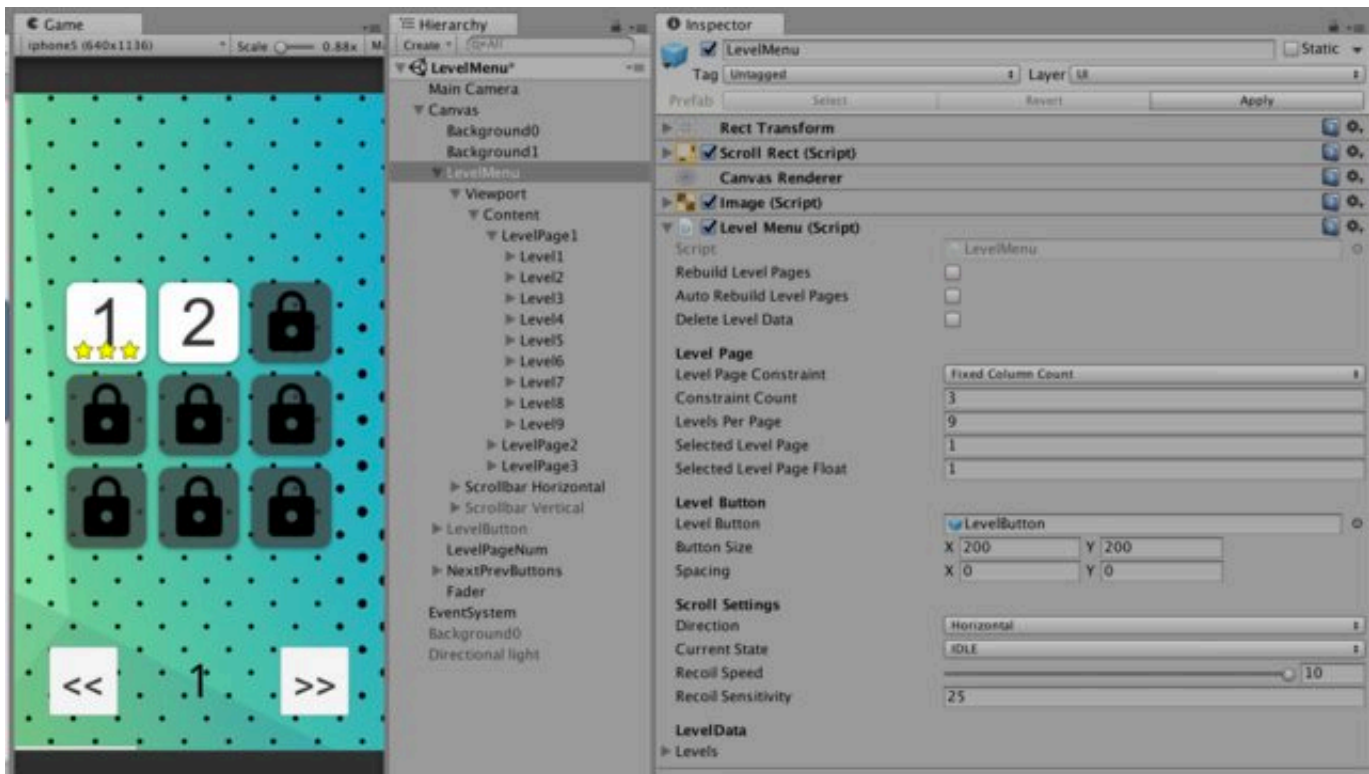 Game
iphone5 (640x1136)
Scale
0.88x
M
1
2
<<
1
>>
Hierarchy
Create
All
LevelMenu*
Main Camera
Canvas
Background0
Background1
LevelMenu
Viewport
Content
LevelPage1
Level1
Level2
Level3
Level4
Level5
Level6
Level7
Level8
Level9
LevelPage2
LevelPage3
Scrollbar Horizontal
Scrollbar Vertical
LevelButton
LevelPageNum
NextPrevButtons
Fader
EventSystem
Background0
Directional light
Inspector
LevelMenu Static
Tag Untagged Layer UI
Prefab Select Revert Apply
Rect Transform
Scroll Rect (Script)
Canvas Renderer
Image (Script)
Level Menu (Script)
Script LevelMenu
Rebuild Level Pages
Auto Rebuild Level Pages
Delete Level Data
Level Page
Level Page Constraint Fixed Column Count
Constraint Count 3
Levels Per Page 9
Selected Level Page 1
Selected Level Page Float 1
Level Button
Level Button LevelButton
Button Size X 200 Y 200
Spacing X 0 Y 0
Scroll Settings
Direction Horizontal
Current State IDLE
Recoil Speed 10
Recoil Sensitivity 25
LevelData
Levels